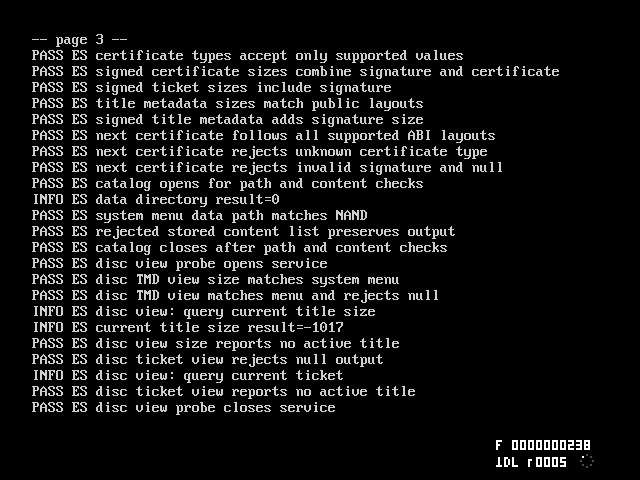 -- page 3 --
PASS ES certificate types accept only supported values
PASS ES signed certificate sizes combine signature and certificate
PASS ES signed ticket sizes include signature
PASS ES title metadata sizes match public layouts
PASS ES signed title metadata adds signature size
PASS ES next certificate follows all supported ABI layouts
PASS ES next certificate rejects unknown certificate type
PASS ES next certificate rejects invalid signature and null
PASS ES catalog opens for path and content checks
INFO ES data directory result=0
PASS ES system menu data path matches NAND
PASS ES rejected stored content list preserves output
PASS ES catalog closes after path and content checks
PASS ES disc view probe opens service
PASS ES disc TMD view size matches system menu
PASS ES disc TMD view matches menu and rejects null
INFO ES disc view: query current title size
INFO ES current title size result=-1017
PASS ES disc view size reports no active title
PASS ES disc ticket view rejects null output
INFO ES disc view: query current ticket
PASS ES disc ticket view reports no active title
PASS ES disc view probe closes service
F 0000000238
IDL r0005